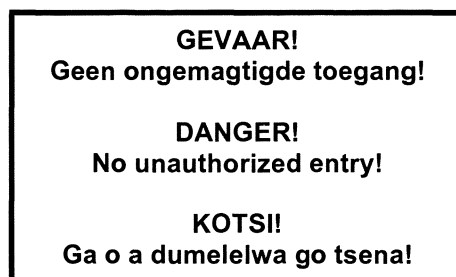 GEVAAR!
Geen ongemagtigde toegang!
DANGER!
No unauthorized entry!
KOTSI!
Ga o a dumelelwa go tsena!